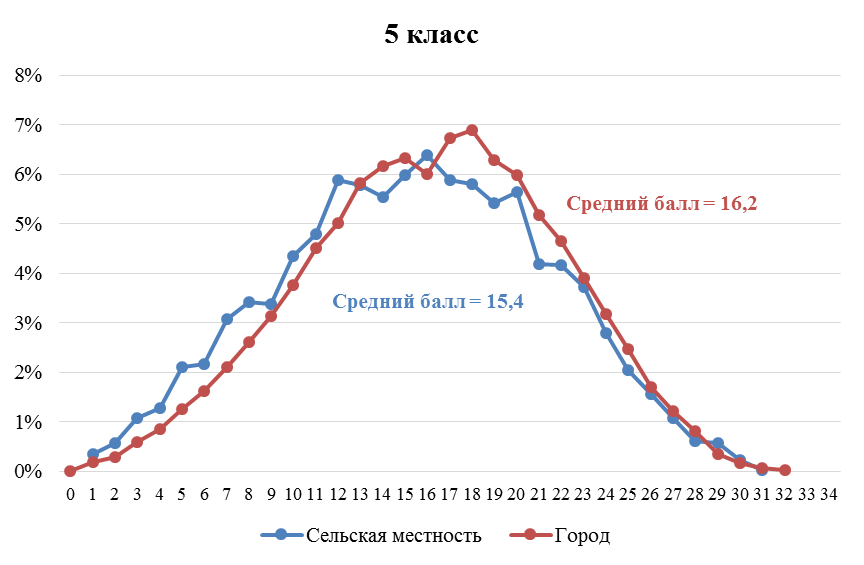 5 класс
8%
7%
6%
5%
4%
3%
2%
1%
0%
Средний балл = 16,2
Средний балл = 15,4
0 1 2 3 4 5 6 7 8 9 10 11 12 13 14 15 16 17 18 19 20 21 22 23 24 25 26 27 28 29 30 31 32 33 34
Сельская местность Город